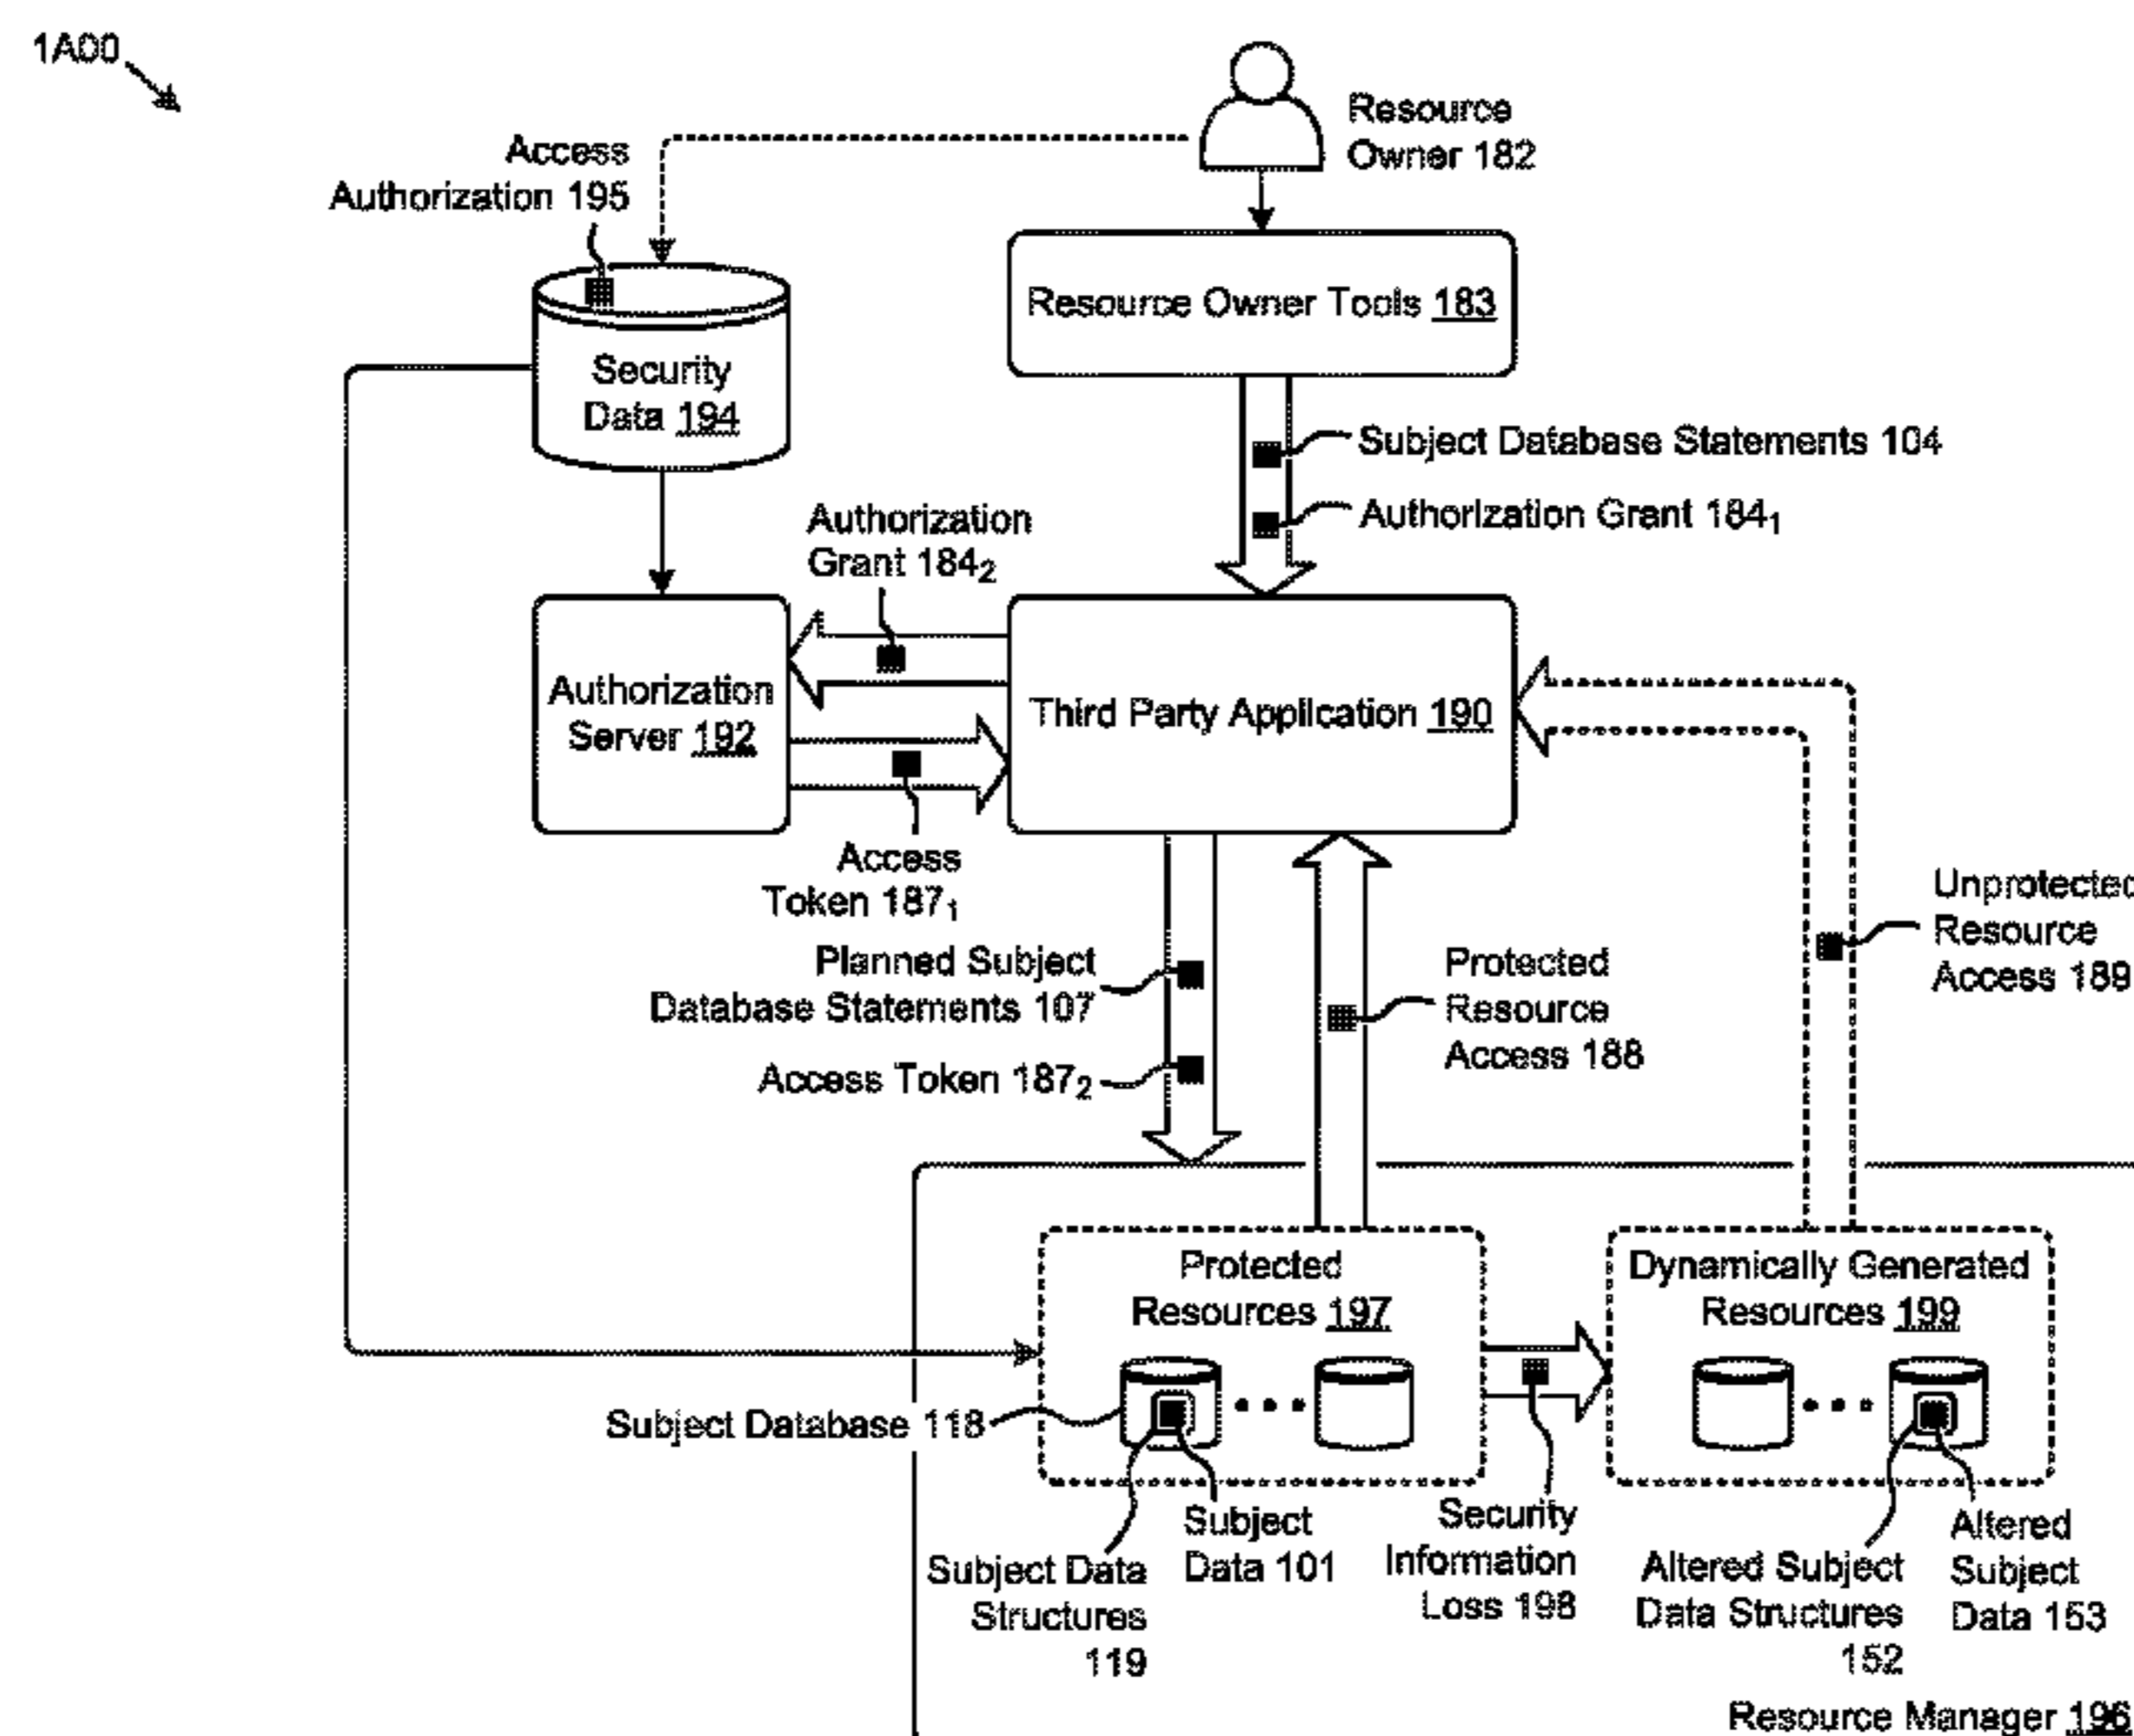 1A00
Resource
Owner 182
Access
Authorization 195
Resource Owner Tools 183
Security
Data 194
Subject Database Statements 104
Authorization Grant 184₁
Authorization
Grant 184₂
Authorization
Server 192
Third Party Application 190
Access
Token 187₁
Unprotected
Resource
Access 189
Planned Subject
Database Statements 107
Protected
Resource
Access 188
Access Token 187₂
Protected
Resources 197
Dynamically Generated
Resources 199
Subject Database 118
Subject Data
Structures
119
Subject
Data 101
Security
Information
Loss 198
Altered Subject
Data Structures
152
Altered
Subject
Data 153
Resource Manager 196